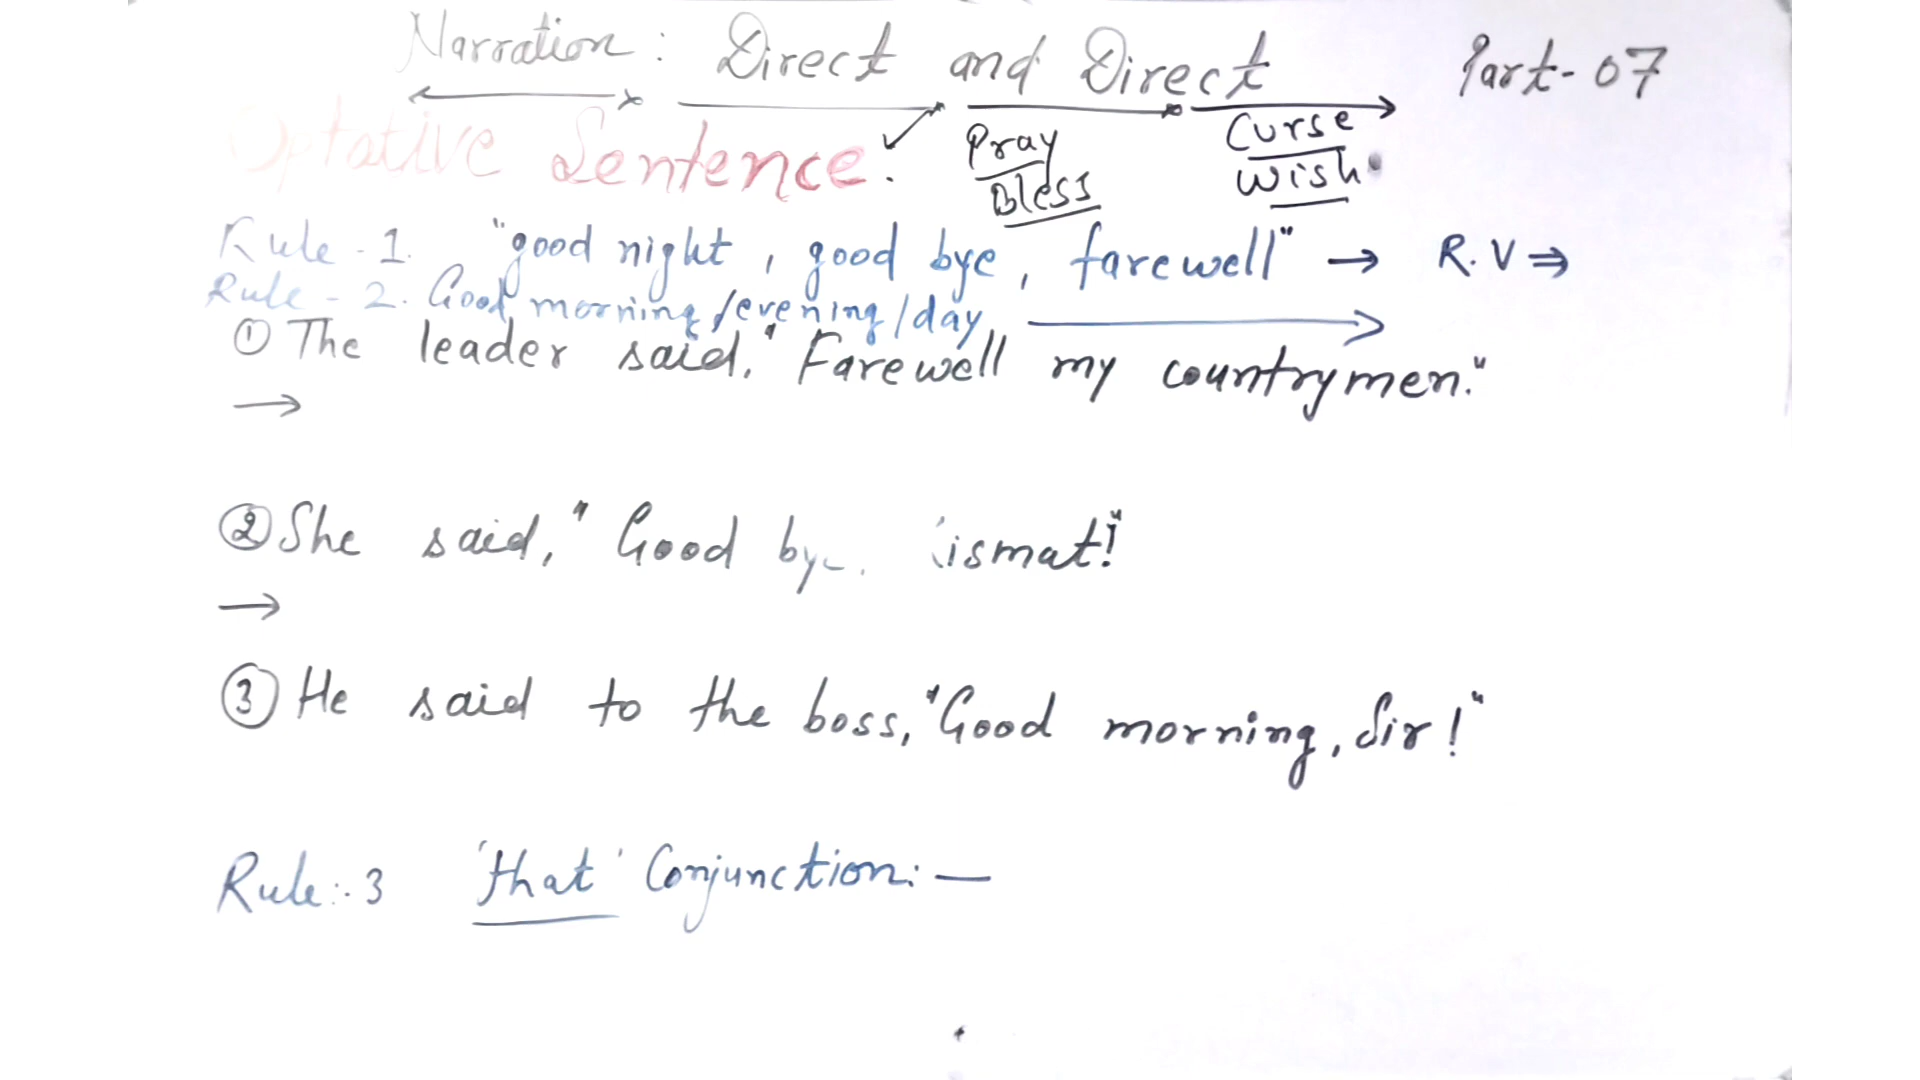 Narration: Direct and Direct Part-07
Optative Sentence. Pray Curse
Bless Wish
Rule-1. "good night, good bye, farewell" → R.V ⇒
Rule-2. Good morning/evening/day →
① The leader said, "Farewell my countrymen."
→
② She said, "Good bye. Kismat!"
→
③ He said to the boss, "Good morning, Sir!"
Rule:-3 'that' Conjunction:—